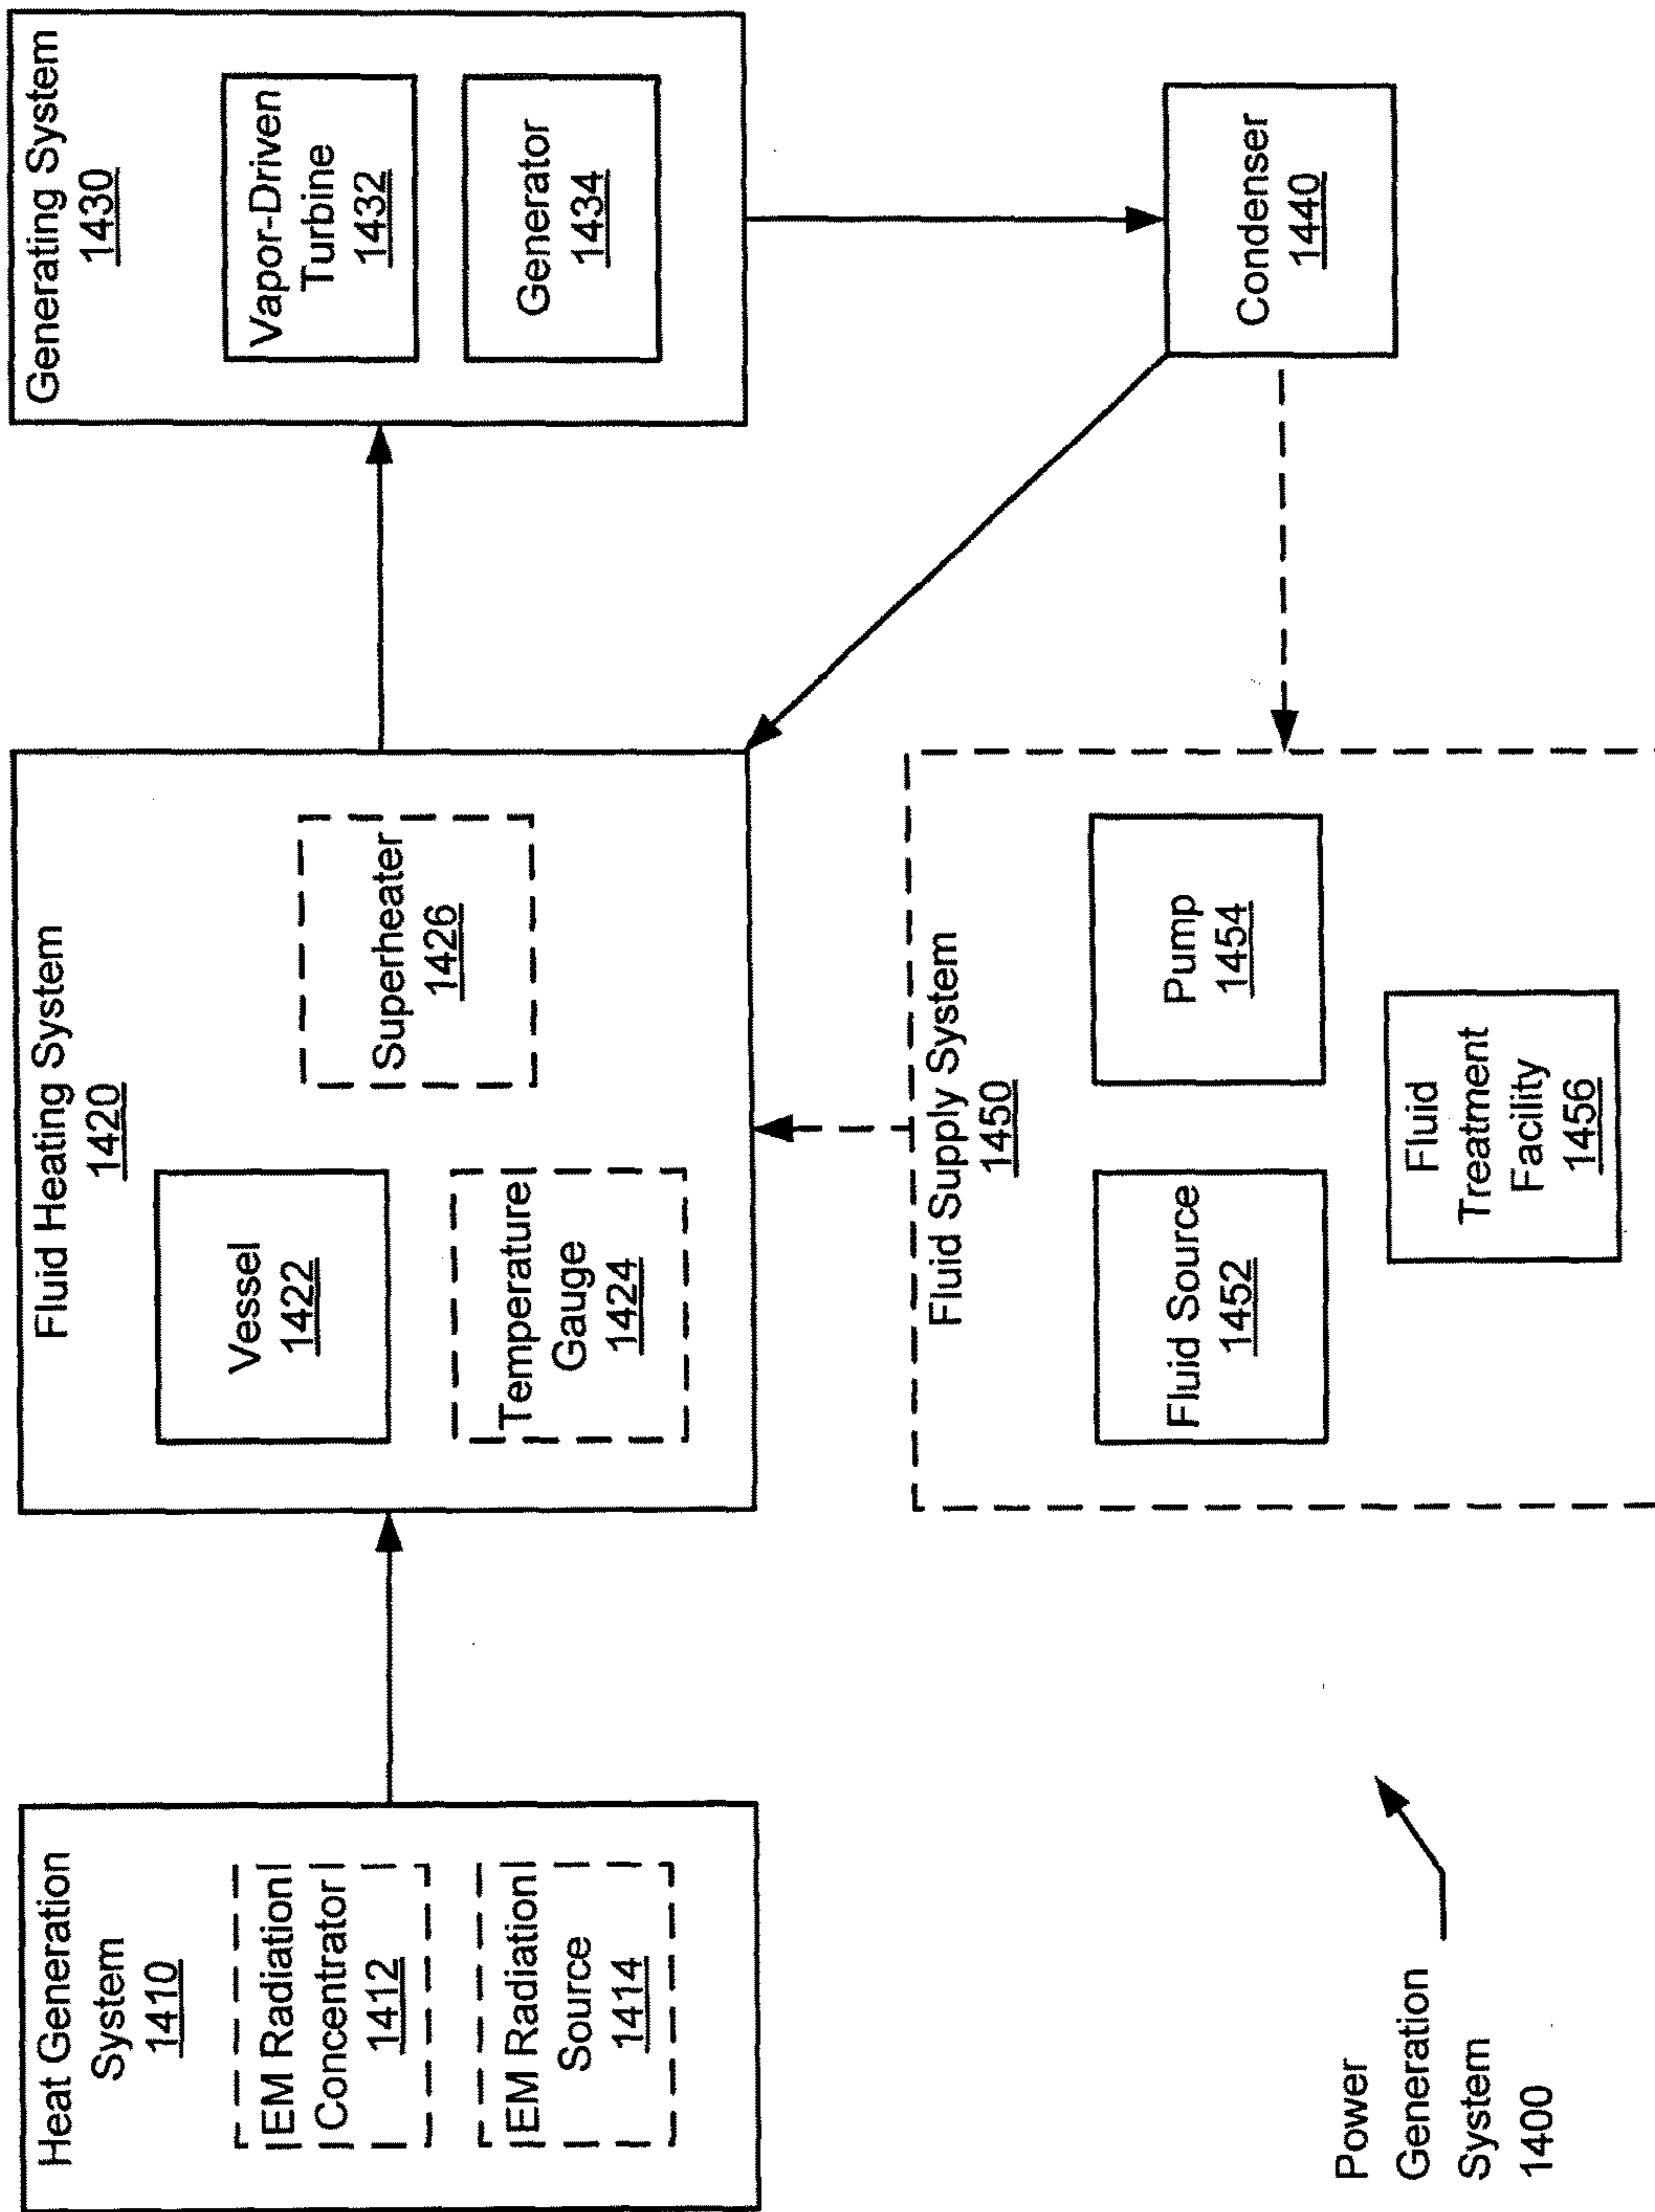 Heat Generation
System
1410
EM Radiation
Concentrator
1412
EM Radiation
Source
1414
Fluid Heating System
1420
Vessel
1422
Temperature
Gauge
1424
Superheater
1426
Generating System
1430
Vapor-Driven
Turbine
1432
Generator
1434
Condenser
1440
Fluid Supply System
1450
Fluid Source
1452
Pump
1454
Fluid
Treatment
Facility
1456
Power
Generation
System
1400